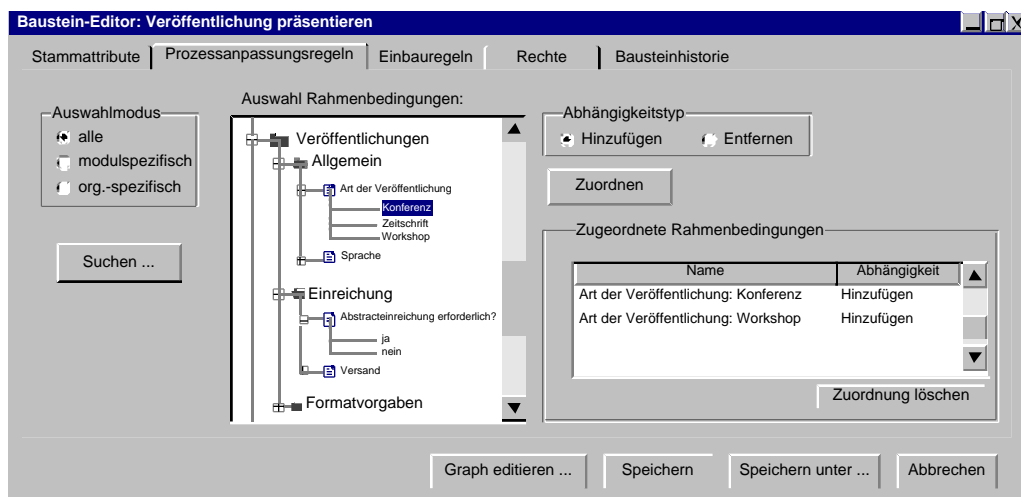 Baustein-Editor: Veröffentlichung präsentieren
Stammattribute Prozessanpassungsregeln Einbauregeln Rechte Bausteinhistorie
Auswahlmodus
alle
modulspezifisch
org.-spezifisch
Suchen ...
Auswahl Rahmenbedingungen:
Veröffentlichungen
Allgemein
Art der Veröffentlichung
Konferenz
Zeitschrift
Workshop
Sprache
Einreichung
Abstracteinreichung erforderlich?
ja
nein
Versand
Formatvorgaben
Abhängigkeitstyp
Hinzufügen Entfernen
Zuordnen
Zugeordnete Rahmenbedingungen
Name Abhängigkeit
Art der Veröffentlichung: Konferenz Hinzufügen
Art der Veröffentlichung: Workshop Hinzufügen
Zuordnung löschen
Graph editieren ... Speichern Speichern unter ... Abbrechen